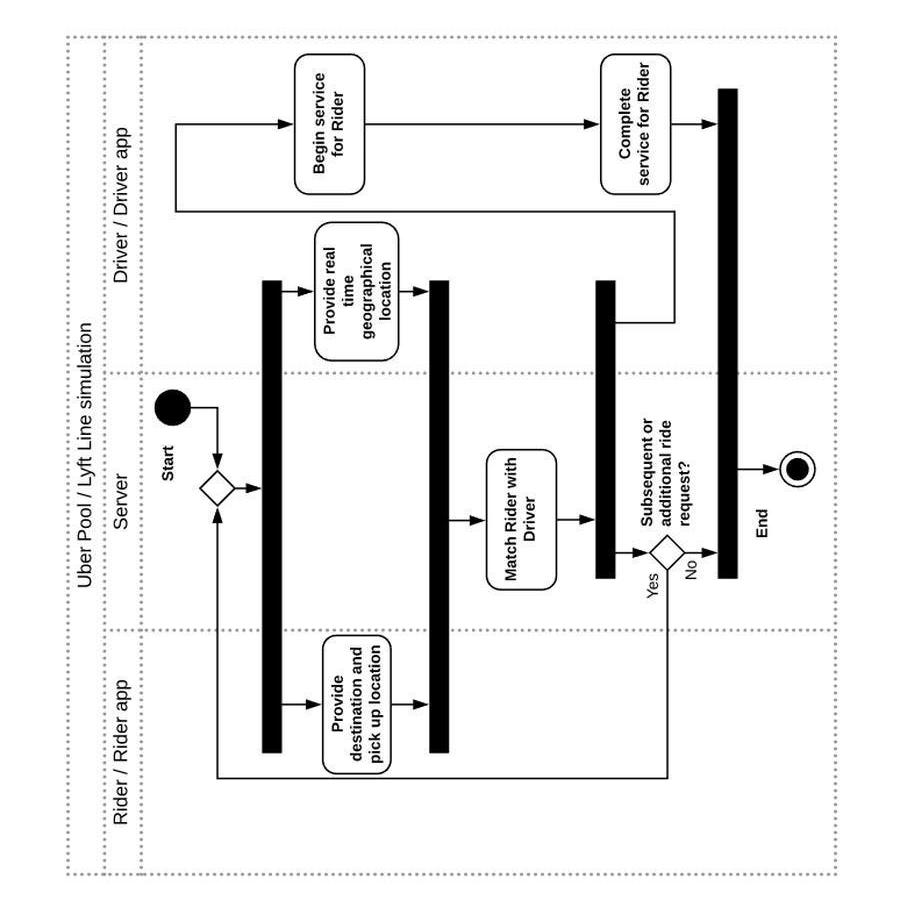 Uber Pool / Lyft Line simulation
Rider / Rider app
Server
Driver / Driver app
Start
Provide
destination and
pick up location
Provide real
time
geographical
location
Match Rider with
Driver
Subsequent or
additional ride
request?
Yes
No
Begin service
for Rider
Complete
service for Rider
End